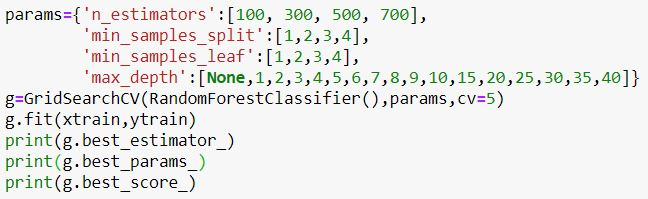 params={'n_estimators':[100, 300, 500, 700],
        'min_samples_split':[1,2,3,4],
        'min_samples_leaf':[1,2,3,4],
        'max_depth':[None,1,2,3,4,5,6,7,8,9,10,15,20,25,30,35,40]}
g=GridSearchCV(RandomForestClassifier(),params,cv=5)
g.fit(xtrain,ytrain)
print(g.best_estimator_)
print(g.best_params_)
print(g.best_score_)